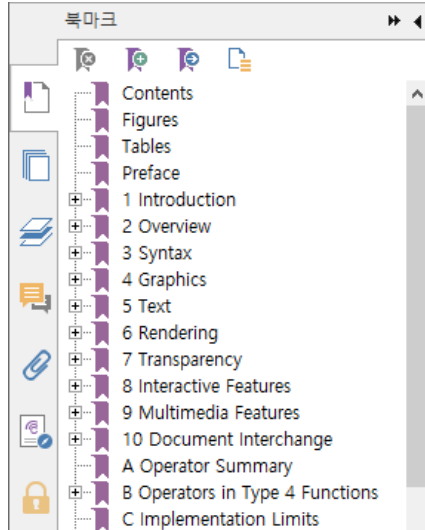 북마크
Contents
Figures
Tables
Preface
1 Introduction
2 Overview
3 Syntax
4 Graphics
5 Text
6 Rendering
7 Transparency
8 Interactive Features
9 Multimedia Features
10 Document Interchange
A Operator Summary
B Operators in Type 4 Functions
C Implementation Limits